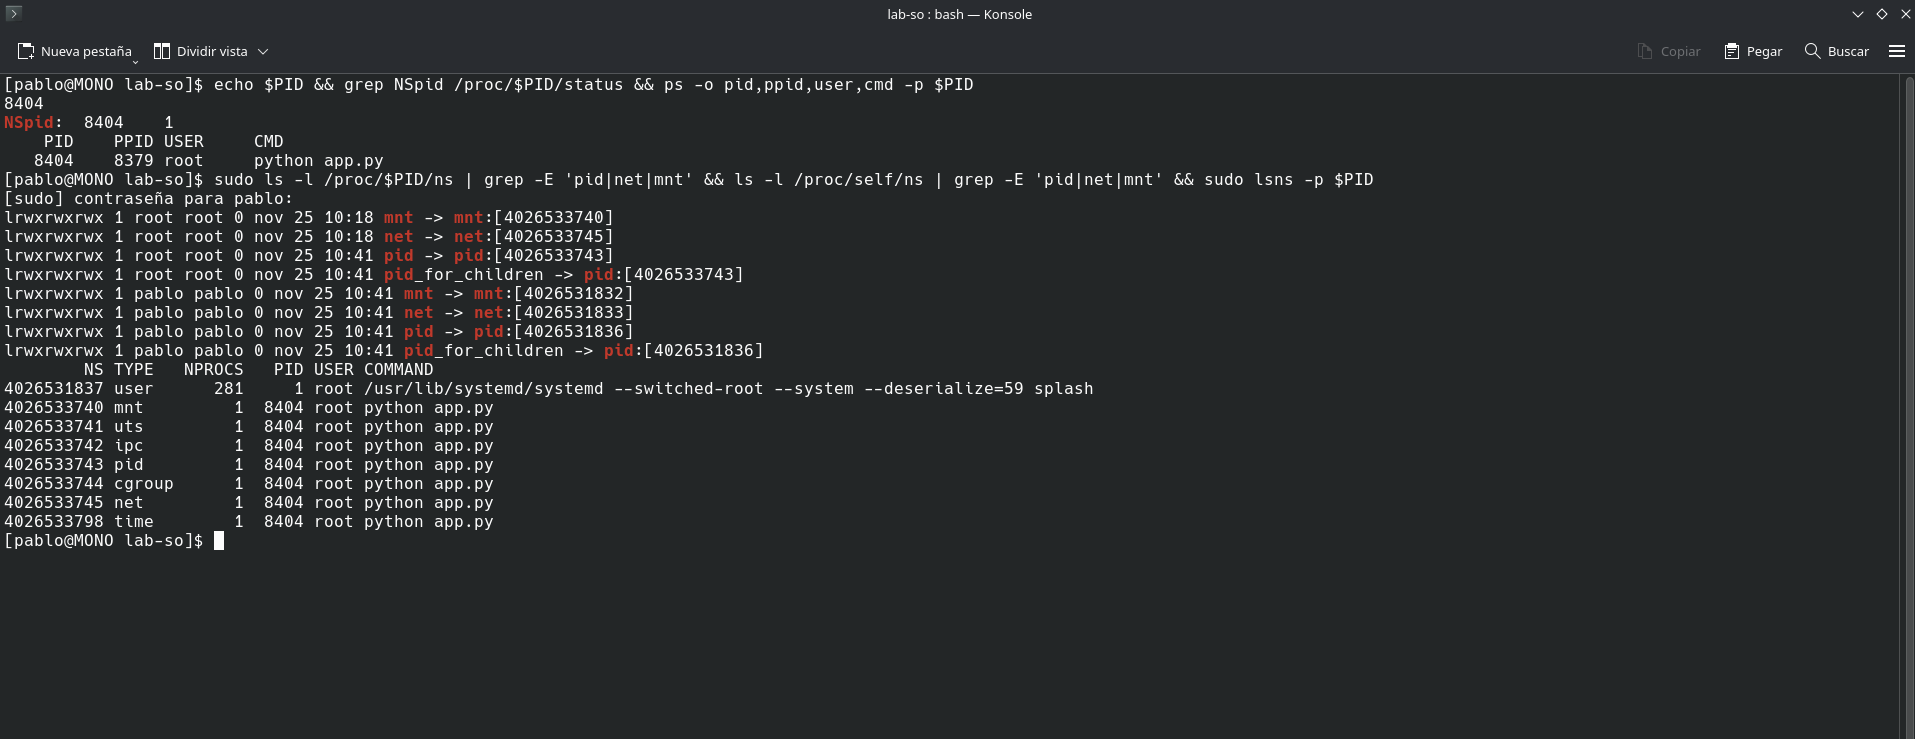 lab-so : bash — Konsole
Nueva pestaña  Dividir vista  Copiar  Pegar  Buscar
[pablo@MONO lab-so]$ echo $PID && grep NSpid /proc/$PID/status && ps -o pid,ppid,user,cmd -p $PID
8404
NSpid:  8404    1
    PID    PPID USER     CMD
   8404    8379 root     python app.py
[pablo@MONO lab-so]$ sudo ls -l /proc/$PID/ns | grep -E 'pid|net|mnt' && ls -l /proc/self/ns | grep -E 'pid|net|mnt' && sudo lsns -p $PID
[sudo] contraseña para pablo:
lrwxrwxrwx 1 root root 0 nov 25 10:18 mnt -> mnt:[4026533740]
lrwxrwxrwx 1 root root 0 nov 25 10:18 net -> net:[4026533745]
lrwxrwxrwx 1 root root 0 nov 25 10:41 pid -> pid:[4026533743]
lrwxrwxrwx 1 root root 0 nov 25 10:41 pid_for_children -> pid:[4026533743]
lrwxrwxrwx 1 pablo pablo 0 nov 25 10:41 mnt -> mnt:[4026531832]
lrwxrwxrwx 1 pablo pablo 0 nov 25 10:41 net -> net:[4026531833]
lrwxrwxrwx 1 pablo pablo 0 nov 25 10:41 pid -> pid:[4026531836]
lrwxrwxrwx 1 pablo pablo 0 nov 25 10:41 pid_for_children -> pid:[4026531836]
        NS TYPE   NPROCS   PID USER COMMAND
4026531837 user      281     1 root /usr/lib/systemd/systemd --switched-root --system --deserialize=59 splash
4026533740 mnt         1  8404 root python app.py
4026533741 uts         1  8404 root python app.py
4026533742 ipc         1  8404 root python app.py
4026533743 pid         1  8404 root python app.py
4026533744 cgroup      1  8404 root python app.py
4026533745 net         1  8404 root python app.py
4026533798 time        1  8404 root python app.py
[pablo@MONO lab-so]$